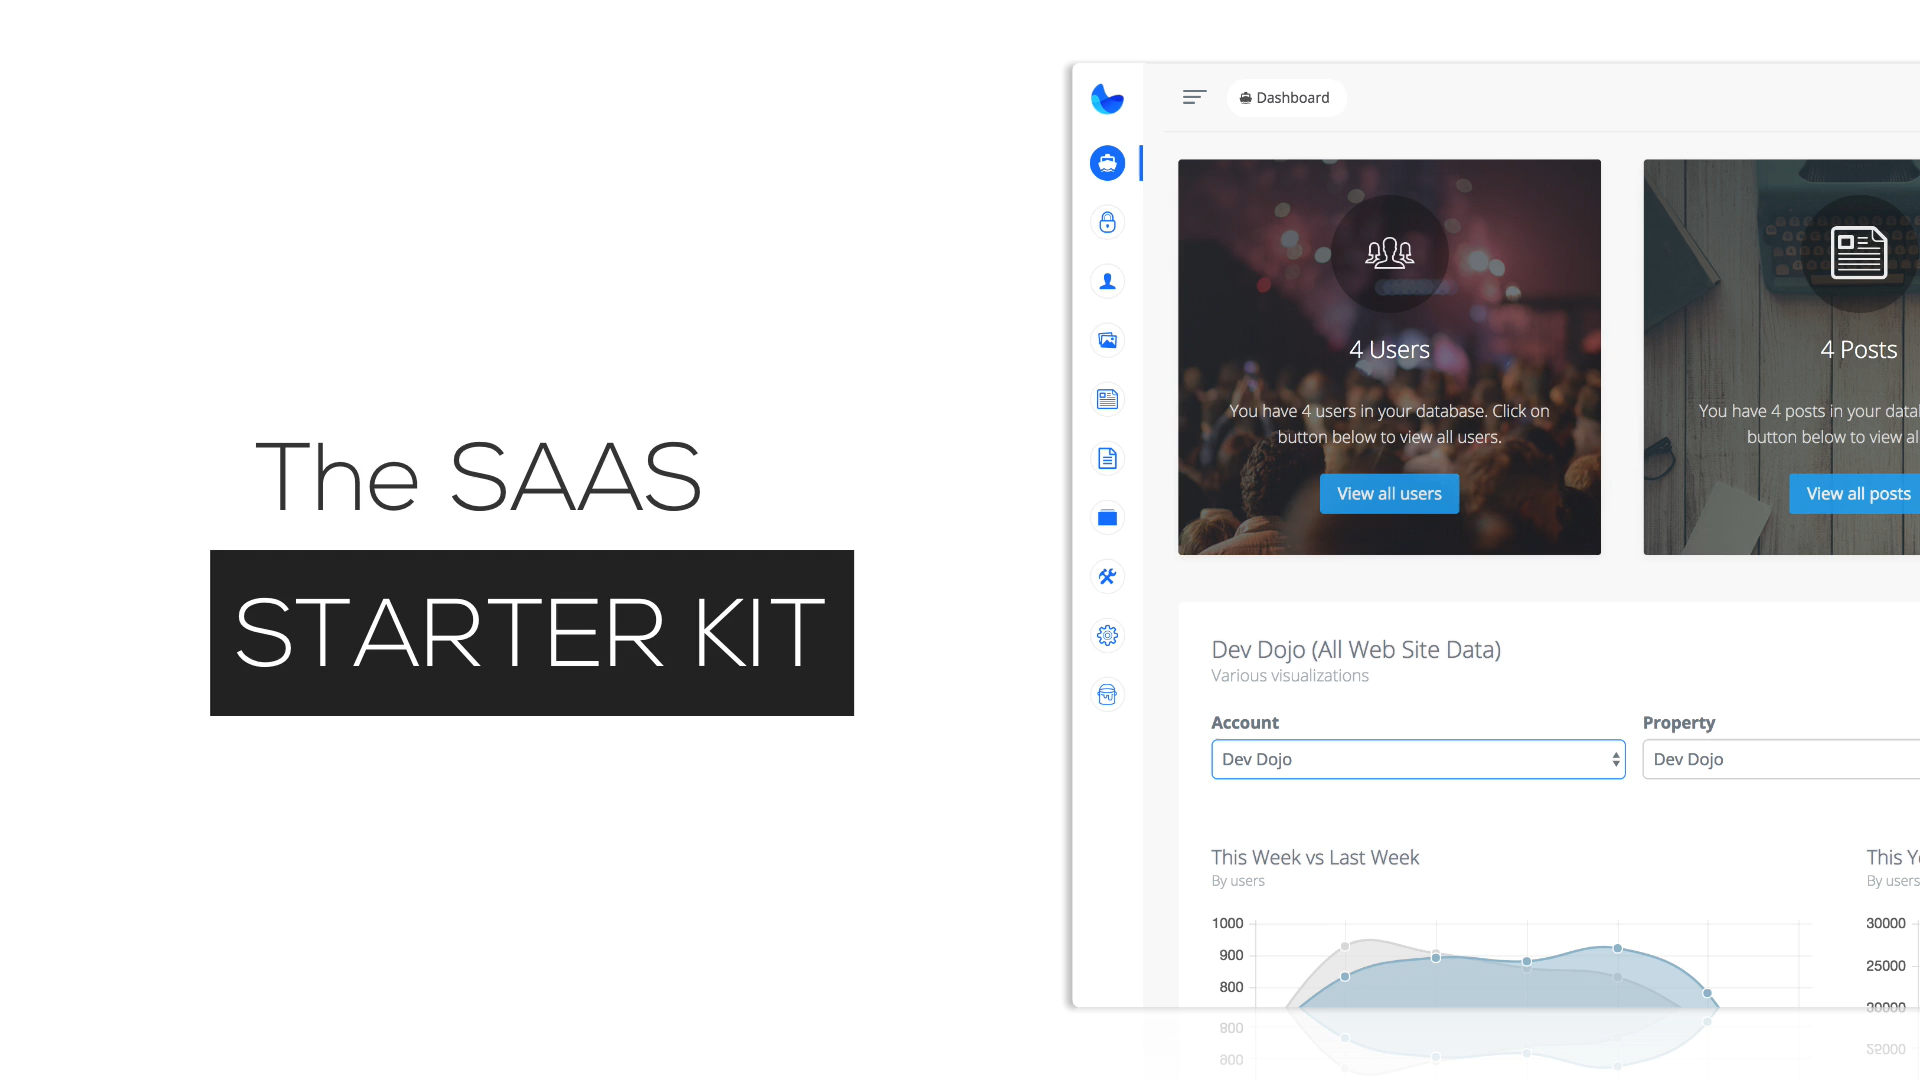 The SAAS
STARTER KIT
Dashboard
4 Users
You have 4 users in your database. Click on
button below to view all users.
View all users
4 Posts
You have 4 posts in your
button below to view
View all posts
Dev Dojo (All Web Site Data)
Various visualizations
Account
Property
Dev Dojo
Dev Dojo
This Week vs Last Week
By users
1000
900
800
This
By users
30000
25000